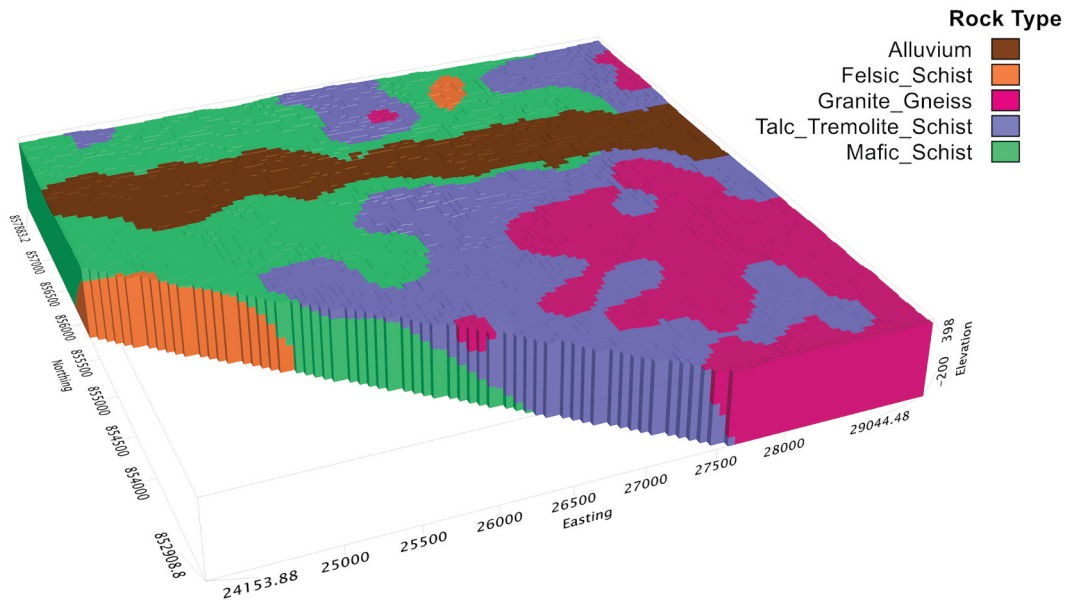 Rock Type
Alluvium
Felsic_Schist
Granite_Gneiss
Talc_Tremolite_Schist
Mafic_Schist
857883.2
857000
856500
856000
855500
855000
854500
854000
852908.8
Northing
24153.88
25000
25500
26000
26500
27000
27500
28000
29044.48
Easting
-200
398
Elevation